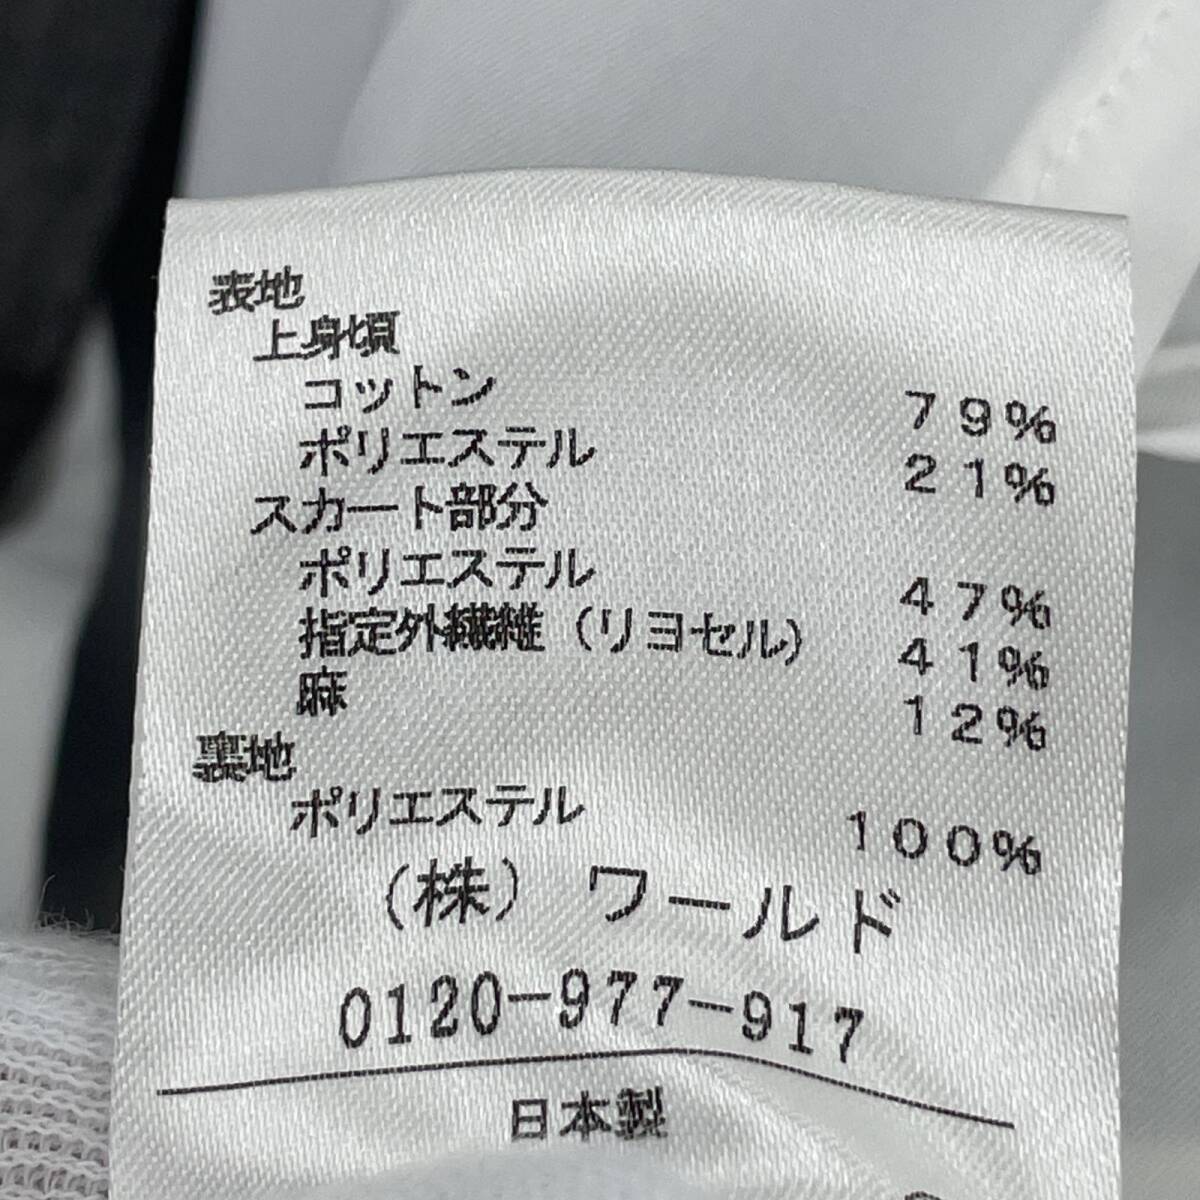 表地
上身頃
コットン 79%
ポリエステル 21%
スカート部分
ポリエステル 47%
指定外繊維（リヨセル） 41%
麻 12%
裏地
ポリエステル 100%
（株）ワールド
0120-977-917
日本製